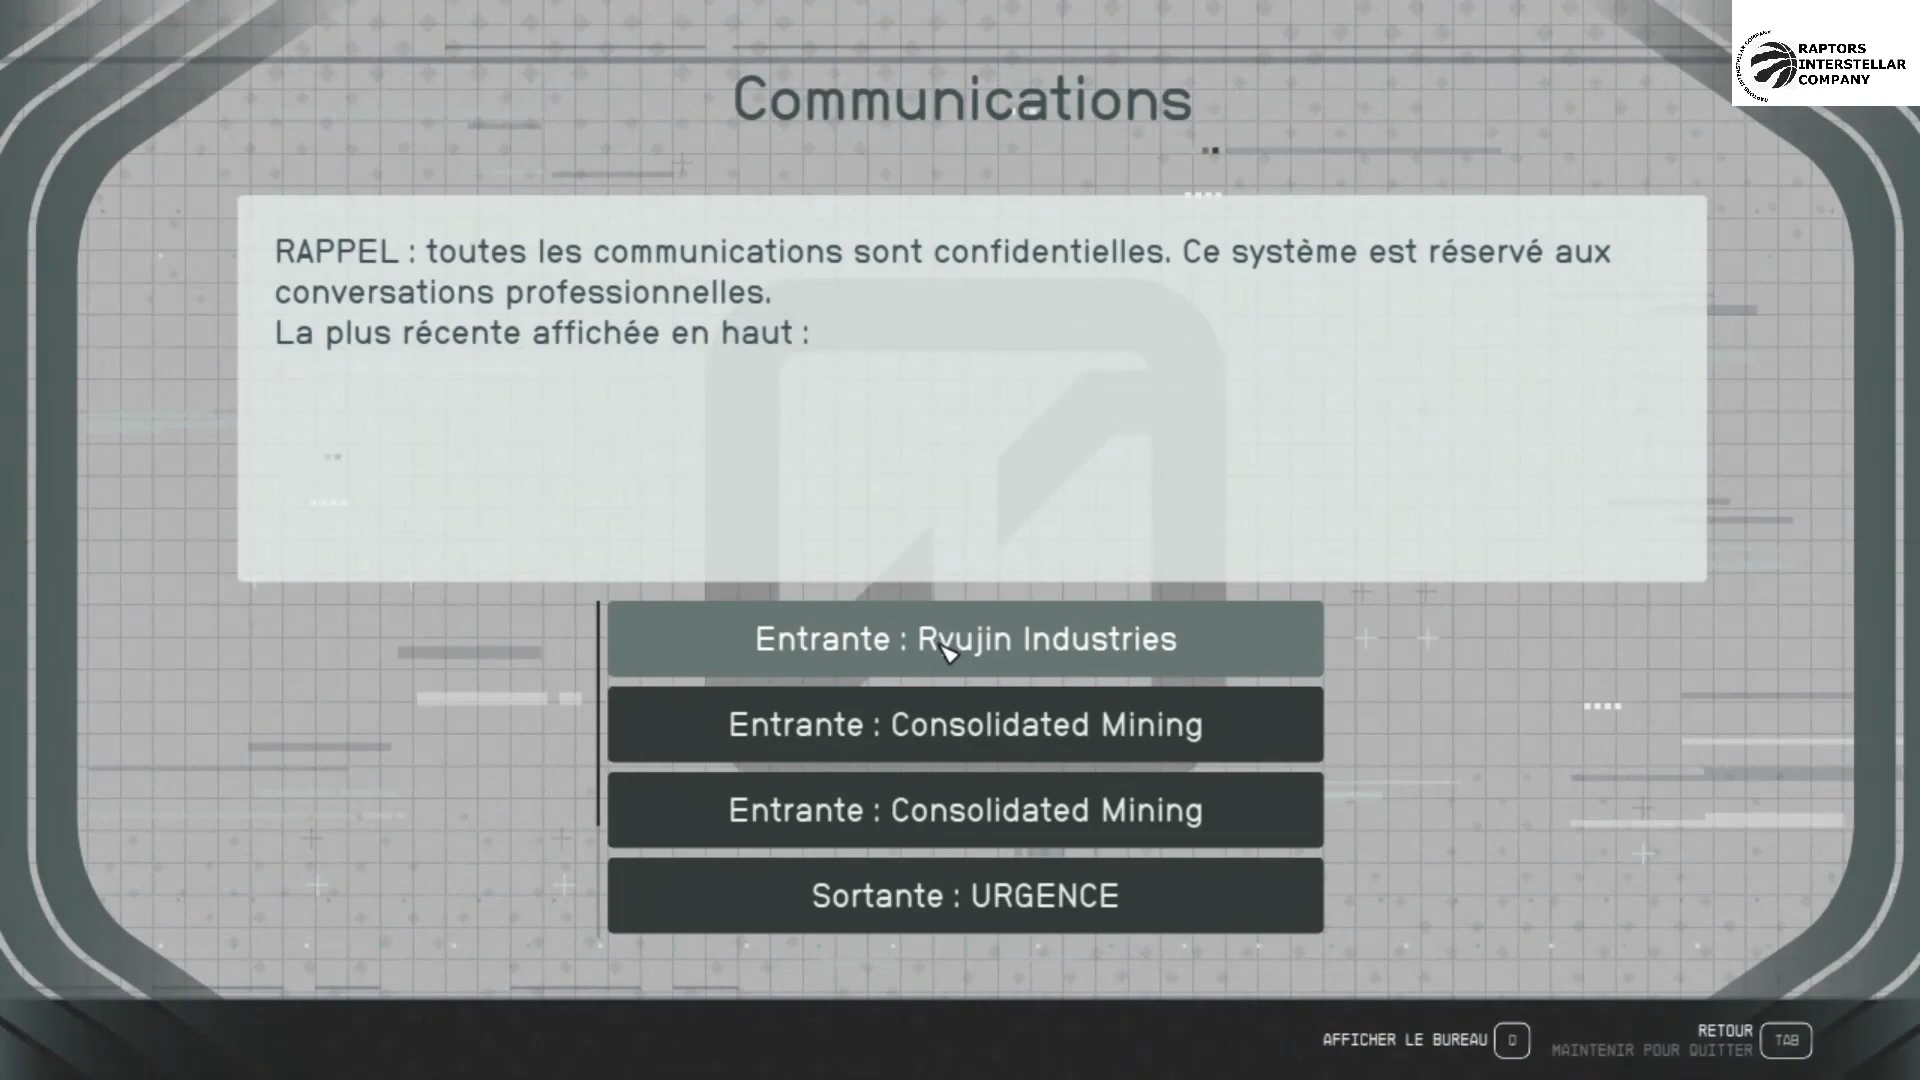 RAPTORS
INTERSTELLAR
COMPANY
Communications
RAPPEL : toutes les communications sont confidentielles. Ce système est réservé aux
conversations professionnelles.
La plus récente affichée en haut :
Entrante : Ryujin Industries
Entrante : Consolidated Mining
Entrante : Consolidated Mining
Sortante : URGENCE
AFFICHER LE BUREAU
RETOUR
TAB
MAINTENIR POUR QUITTER